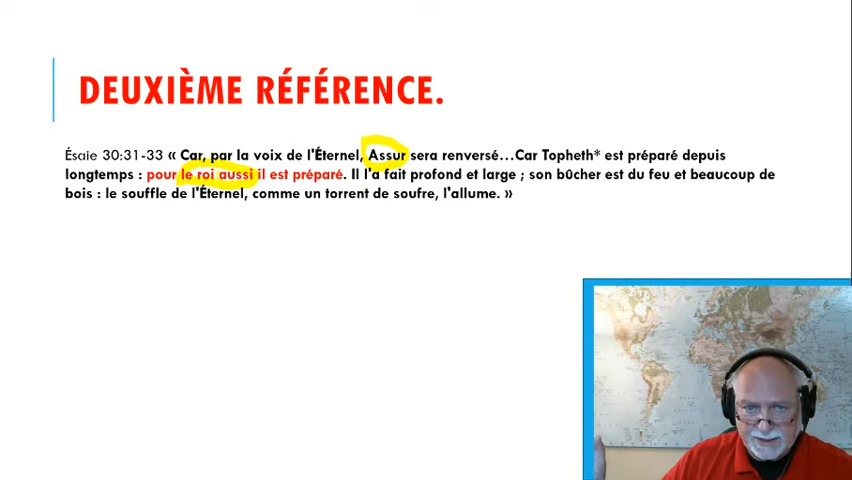 DEUXIÈME RÉFÉRENCE.
Ésaïe 30:31-33 « Car, par la voix de l'Éternel, Assur sera renversé…Car Topheth* est préparé depuis
longtemps : pour le roi aussi il est préparé. Il l'a fait profond et large ; son bûcher est du feu et beaucoup de
bois : le souffle de l'Éternel, comme un torrent de soufre, l'allume. »